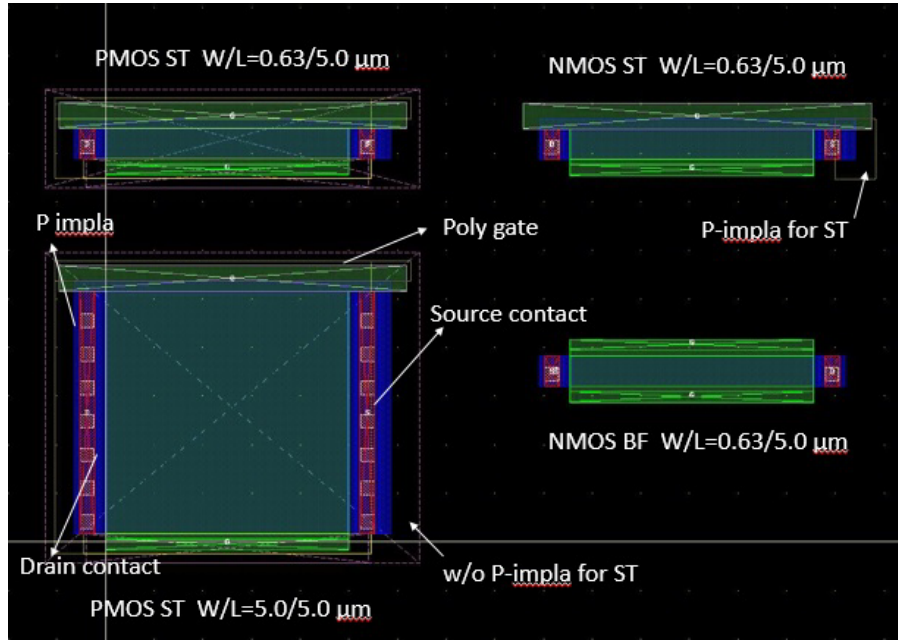 PMOS ST W/L=0.63/5.0 µm
NMOS ST W/L=0.63/5.0 µm
G
G
G
G
P impla
Poly gate
P-impla for ST
G
Source contact
G
S
S
NMOS BF W/L=0.63/5.0 µm
G
Drain contact
w/o P-impla for ST
PMOS ST W/L=5.0/5.0 µm